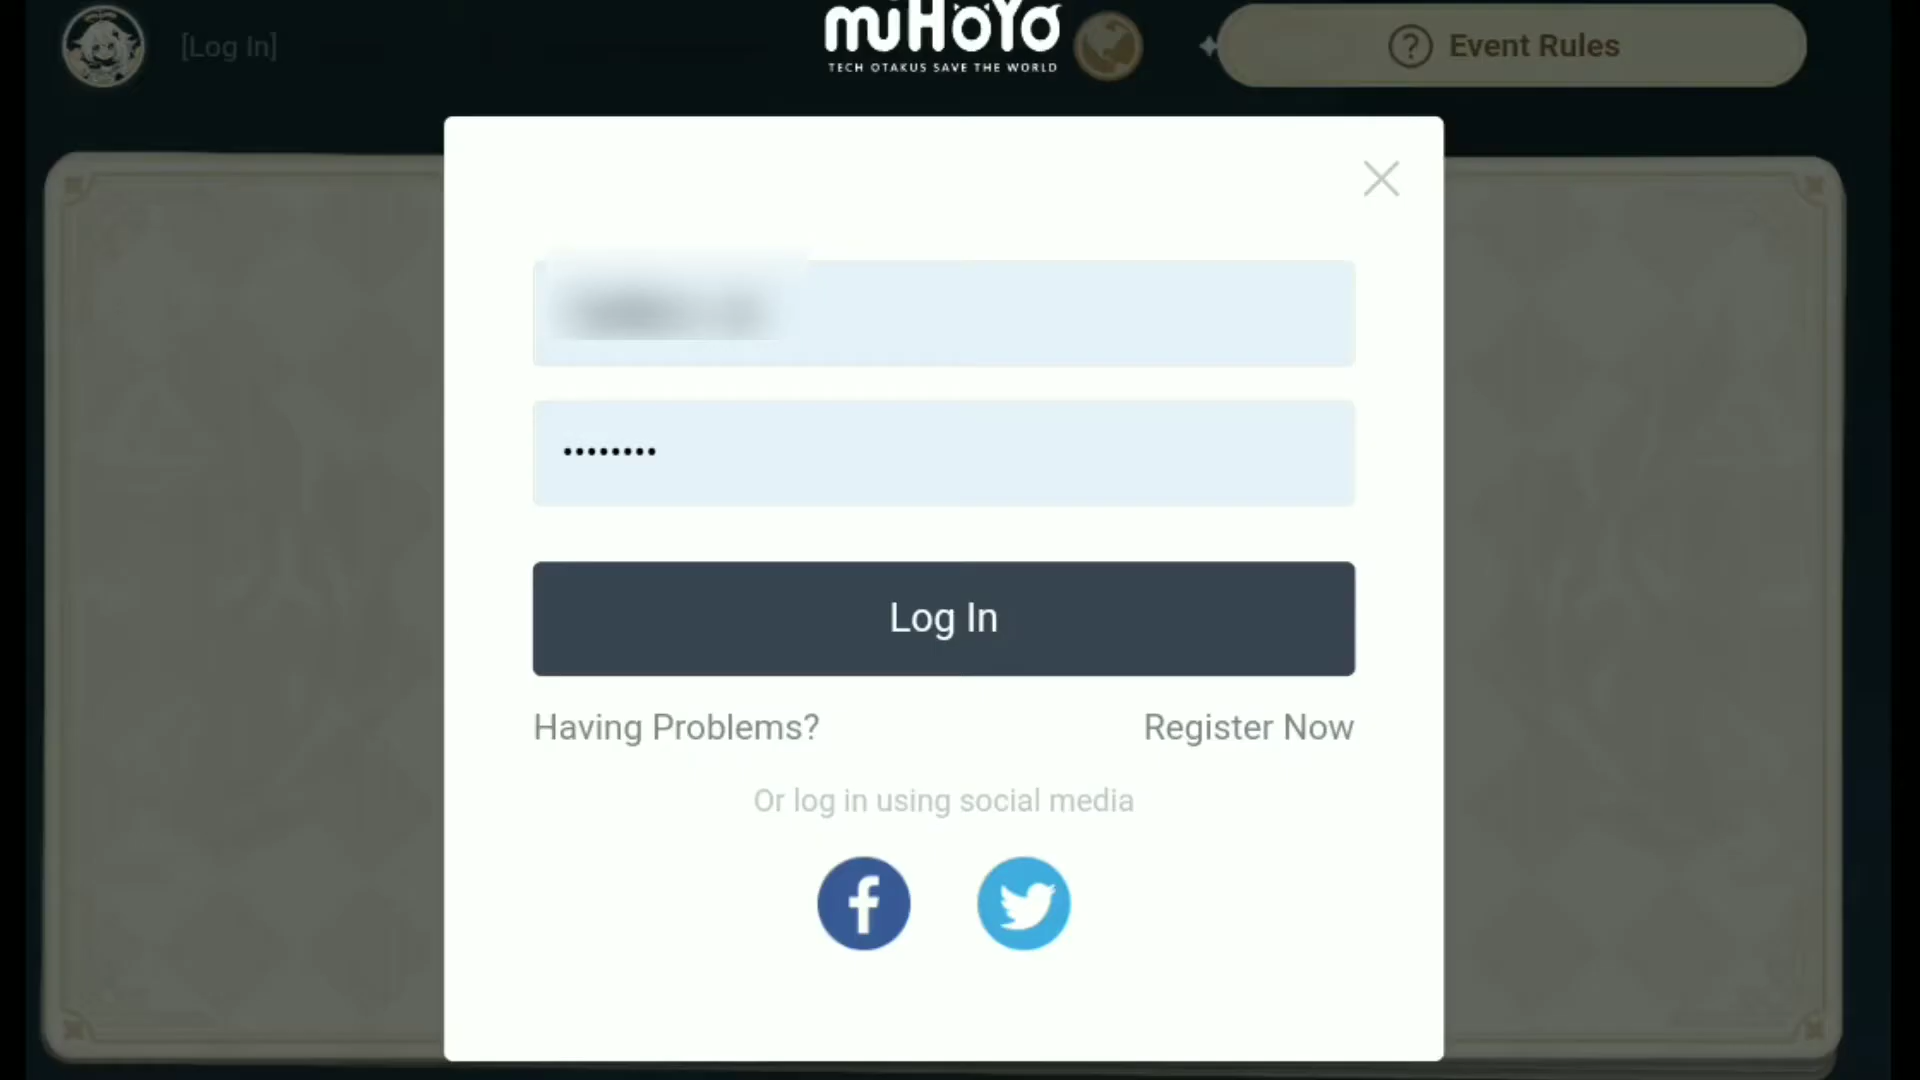 [Log In]
miHoYo
TECH OTAKUS SAVE THE WORLD
? Event Rules
••••••••
Log In
Having Problems?
Register Now
Or log in using social media